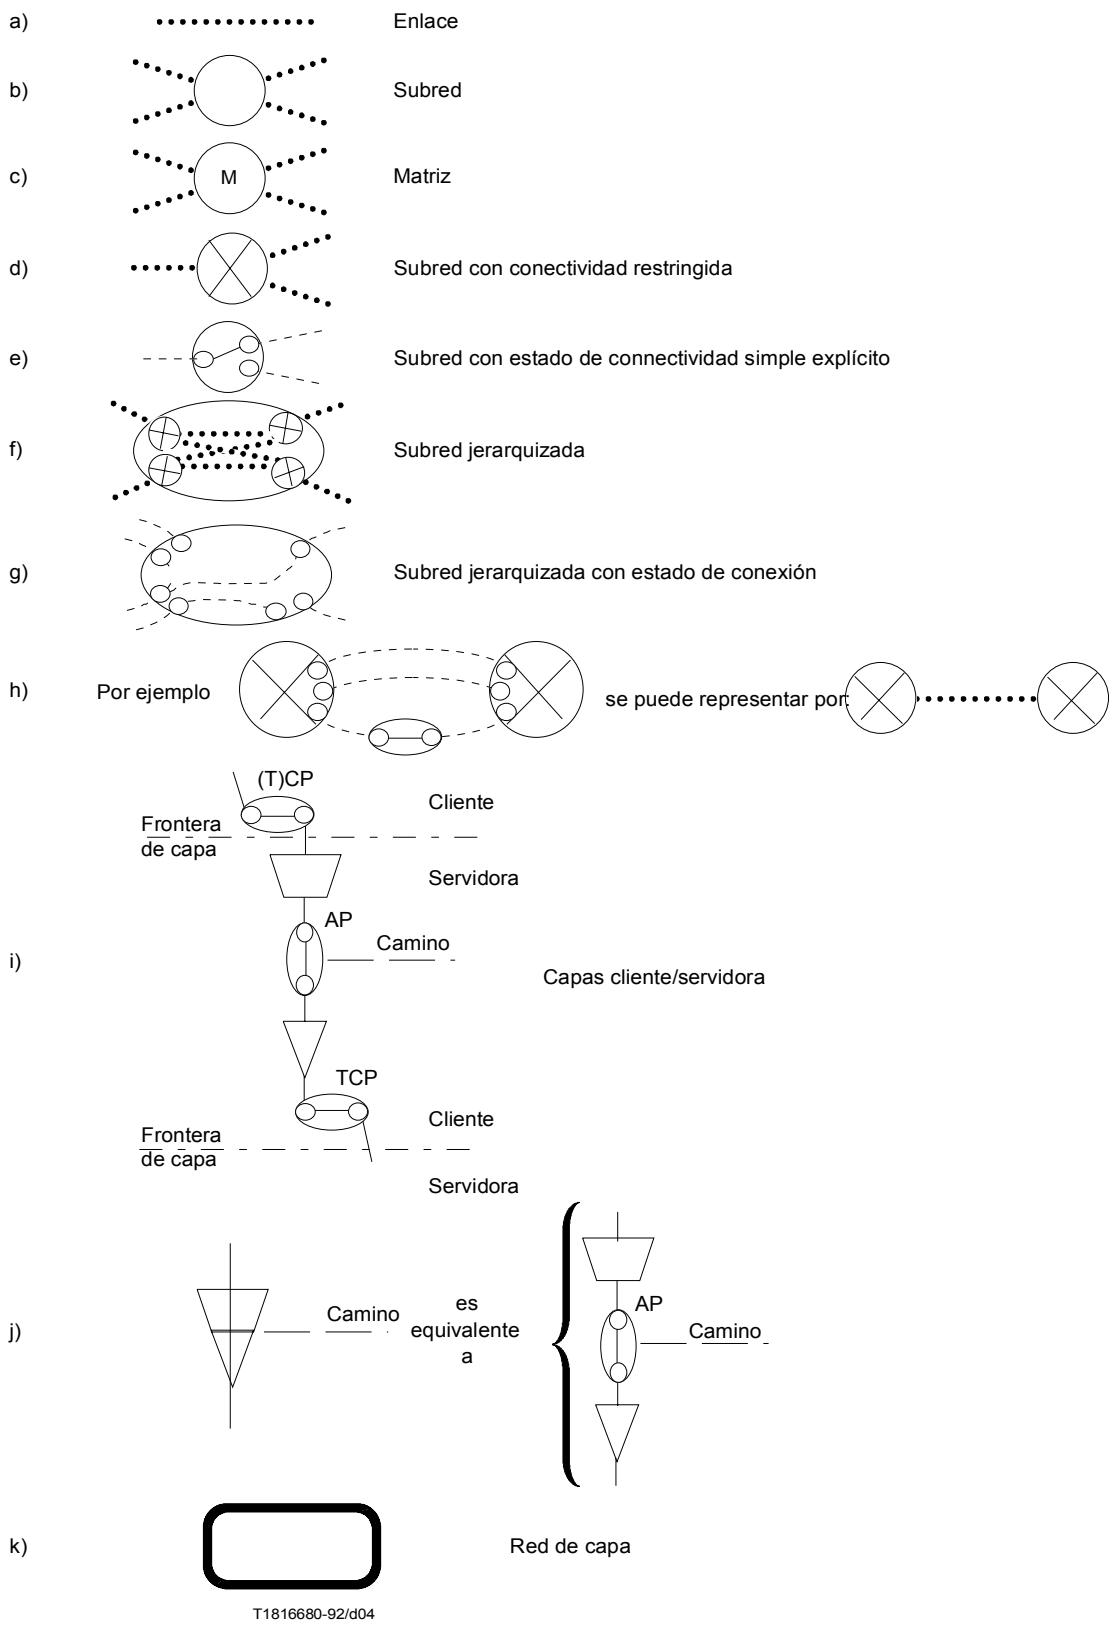 a) Enlace
b) Subred
c) M Matriz
d) Subred con conectividad restringida
e) Subred con estado de connectividad simple explícito
f) Subred jerarquizada
g) Subred jerarquizada con estado de conexión
h) Por ejemplo se puede representar por:
(T)CP
Cliente
Frontera
de capa
Servidora
AP
Camino
i) Capas cliente/servidora
TCP
Cliente
Frontera
de capa
Servidora
AP
j) Camino es Camino
equivalente
a
k) Red de capa
T1816680-92/d04